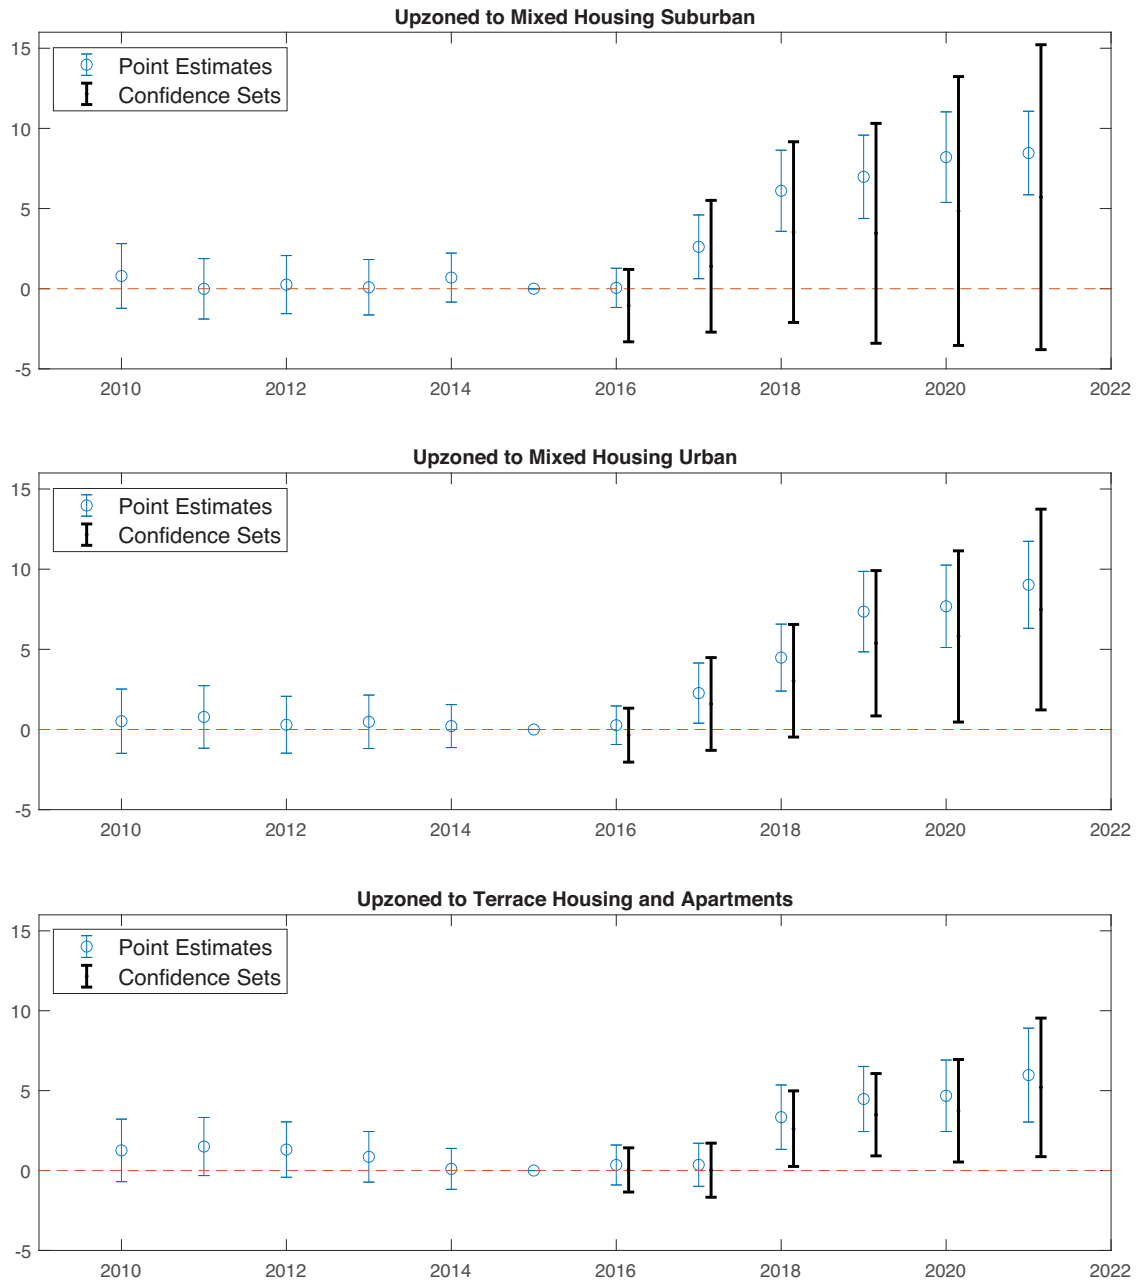 Upzoned to Mixed Housing Suburban
15
10
5
0
-5
Point Estimates
Confidence Sets
2010 2012 2014 2016 2018 2020 2022
Upzoned to Mixed Housing Urban
15
10
5
0
-5
Point Estimates
Confidence Sets
2010 2012 2014 2016 2018 2020 2022
Upzoned to Terrace Housing and Apartments
15
10
5
0
-5
Point Estimates
Confidence Sets
2010 2012 2014 2016 2018 2020 2022